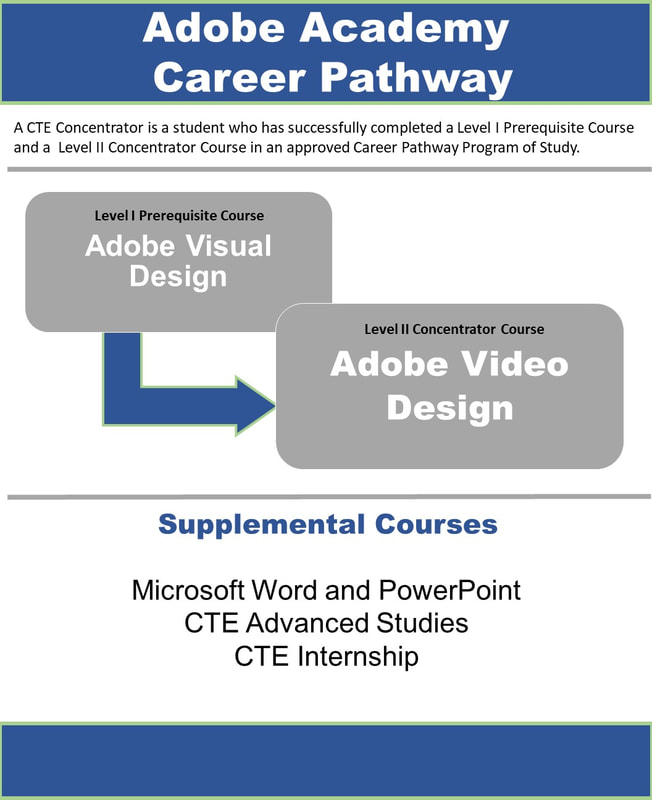 Adobe Academy
Career Pathway
A CTE Concentrator is a student who has successfully completed a Level I Prerequisite Course
and a Level II Concentrator Course in an approved Career Pathway Program of Study.
Level I Prerequisite Course
Adobe Visual
Design
Level II Concentrator Course
Adobe Video
Design
Supplemental Courses
Microsoft Word and PowerPoint
CTE Advanced Studies
CTE Internship